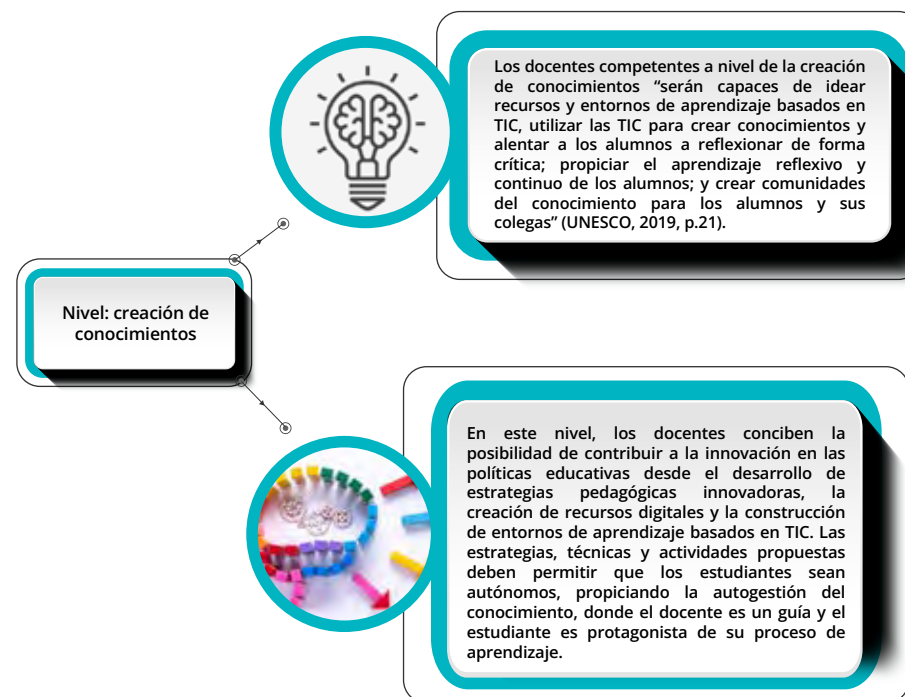 Los docentes competentes a nivel de la creación
de conocimientos “serán capaces de idear
recursos y entornos de aprendizaje basados en
TIC, utilizar las TIC para crear conocimientos y
alentar a los alumnos a reflexionar de forma
crítica; propiciar el aprendizaje reflexivo y
continuo de los alumnos; y crear comunidades
del conocimiento para los alumnos y sus
colegas” (UNESCO, 2019, p.21).
Nivel: creación de
conocimientos
En este nivel, los docentes conciben la
posibilidad de contribuir a la innovación en las
políticas educativas desde el desarrollo de
estrategias pedagógicas innovadoras, la
creación de recursos digitales y la construcción
de entornos de aprendizaje basados en TIC. Las
estrategias, técnicas y actividades propuestas
deben permitir que los estudiantes sean
autónomos, propiciando la autogestión del
conocimiento, donde el docente es un guía y el
estudiante es protagonista de su proceso de
aprendizaje.